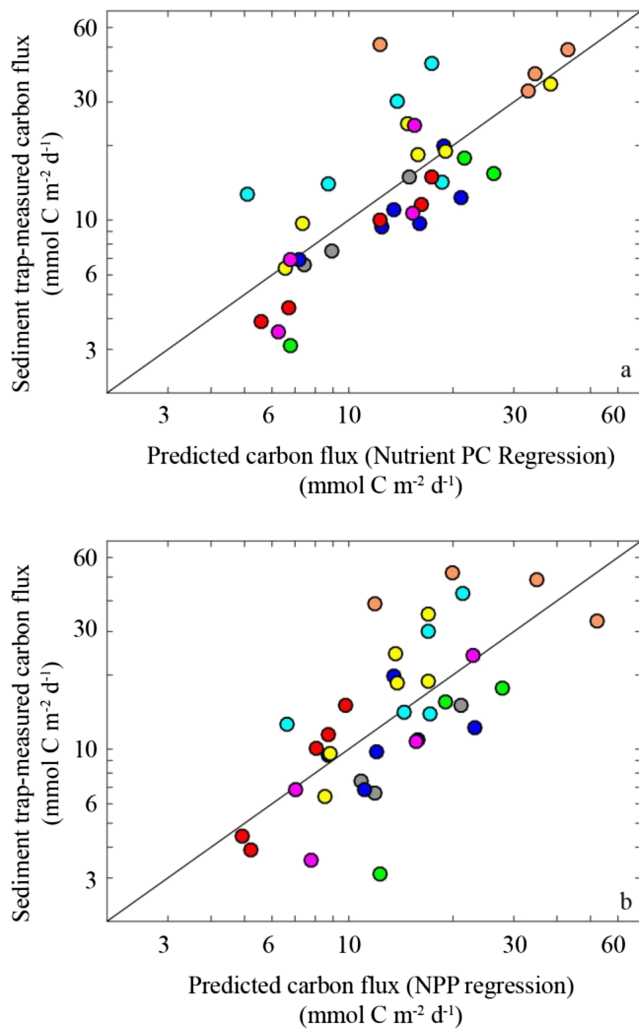 Sediment trap-measured carbon flux
(mmol C m⁻² d⁻¹)
60
30
10
6
3
a
3 6 10 30 60
Predicted carbon flux (Nutrient PC Regression)
(mmol C m⁻² d⁻¹)
Sediment trap-measured carbon flux
(mmol C m⁻² d⁻¹)
60
30
10
6
3
b
3 6 10 30 60
Predicted carbon flux (NPP regression)
(mmol C m⁻² d⁻¹)